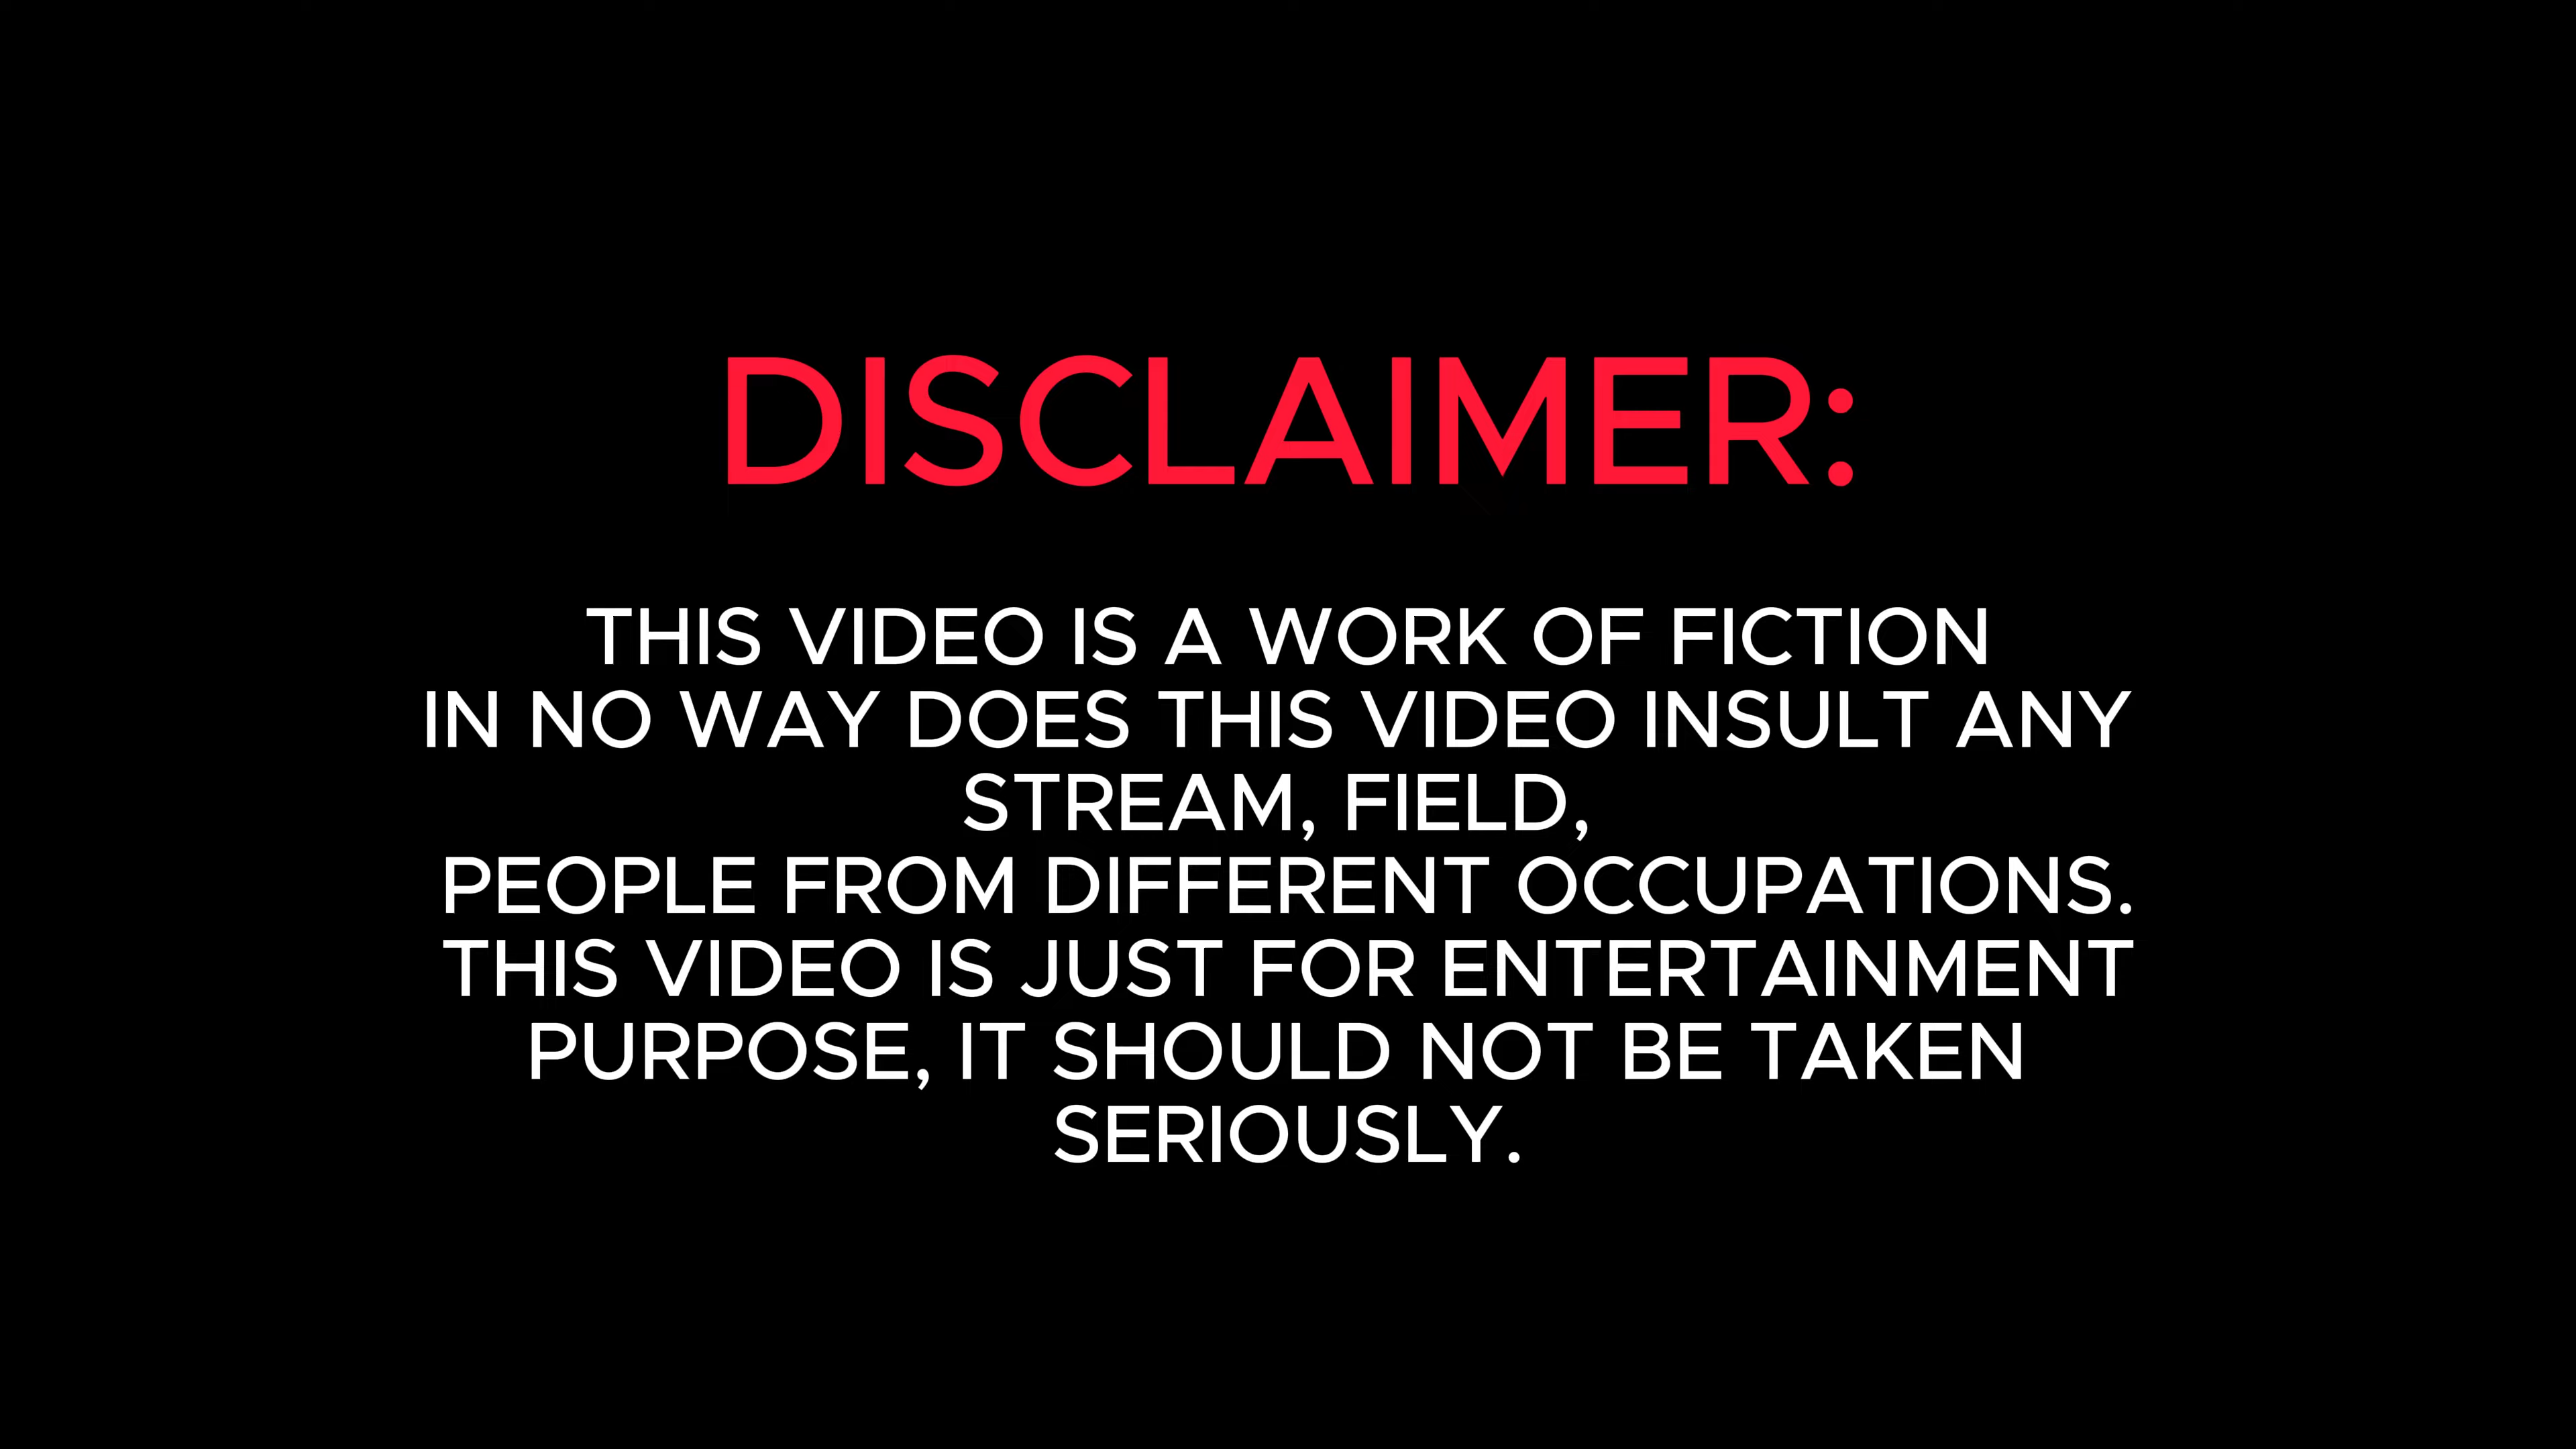 DISCLAIMER:
THIS VIDEO IS A WORK OF FICTION
IN NO WAY DOES THIS VIDEO INSULT ANY
STREAM, FIELD,
PEOPLE FROM DIFFERENT OCCUPATIONS.
THIS VIDEO IS JUST FOR ENTERTAINMENT
PURPOSE, IT SHOULD NOT BE TAKEN
SERIOUSLY.